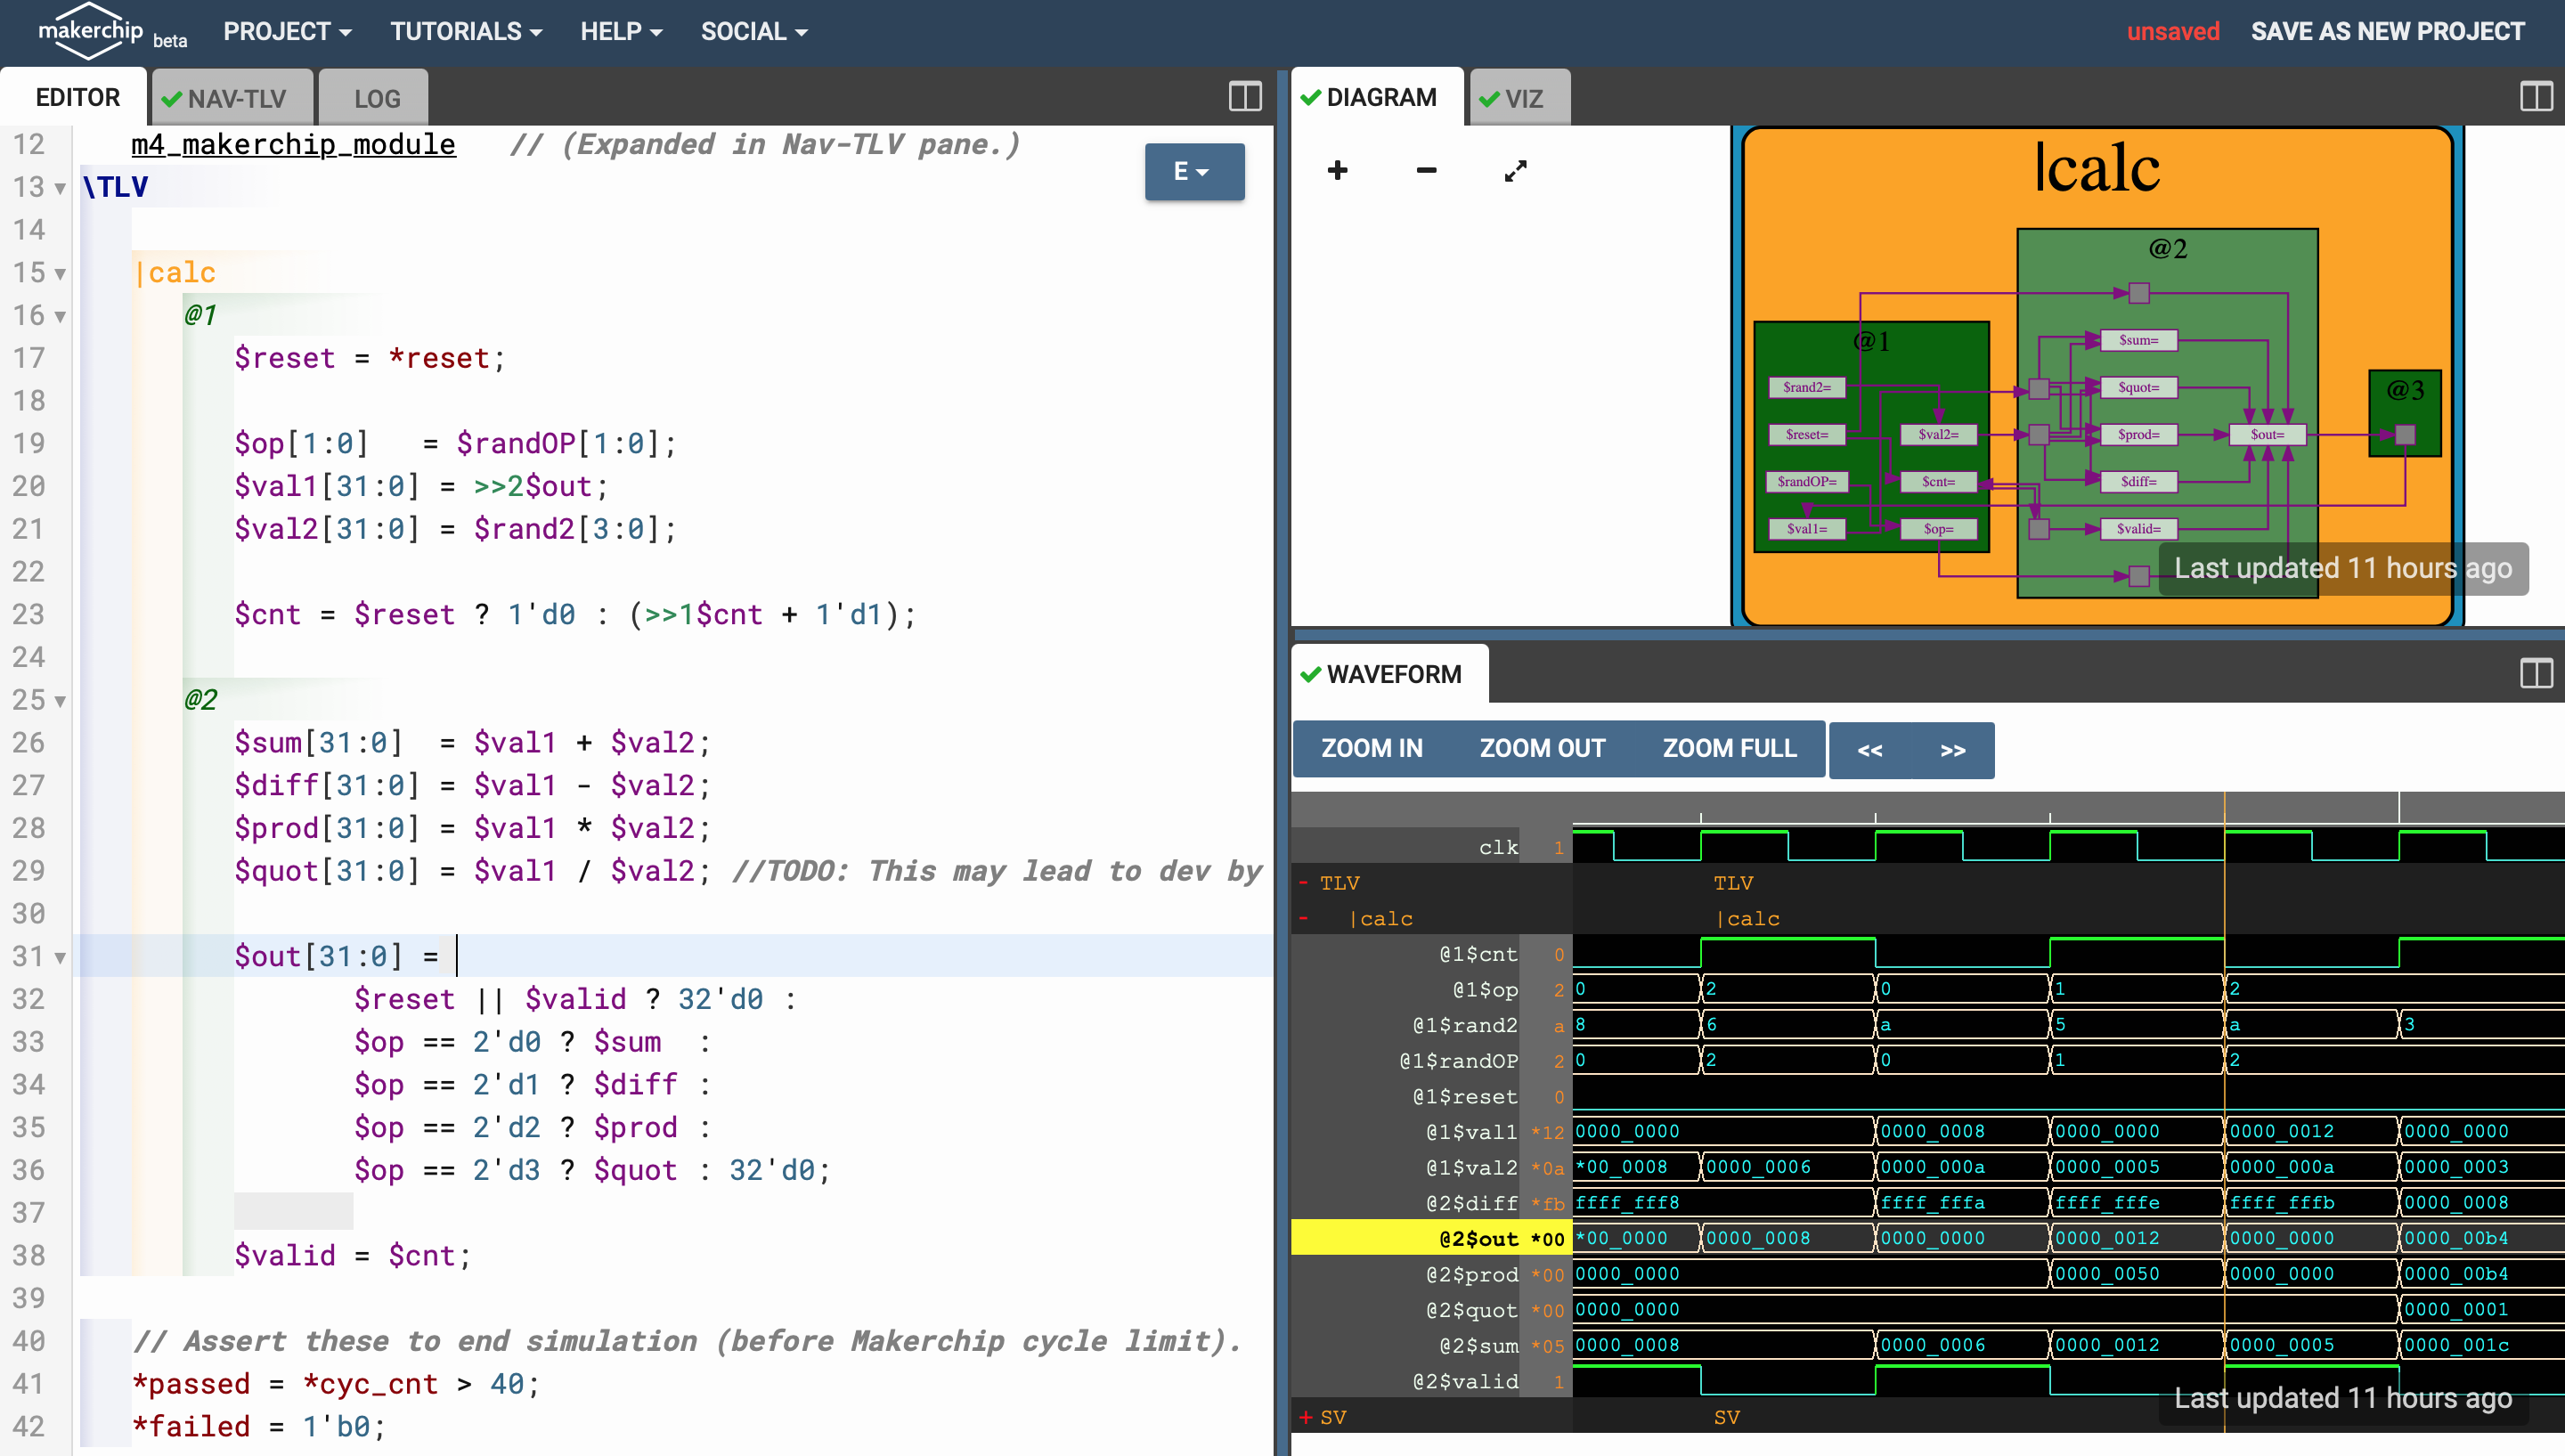 makerchip beta PROJECT TUTORIALS HELP SOCIAL unsaved SAVE AS NEW PROJECT
EDITOR NAV-TLV LOG
12 m4_makerchip_module // (Expanded in Nav-TLV pane.)
E
13 \TLV
14
15 |calc
16 @1
17 $reset = *reset;
18
19 $op[1:0] = $randOP[1:0];
20 $val1[31:0] = >>2$out;
21 $val2[31:0] = $rand2[3:0];
22
23 $cnt = $reset ? 1'd0 : (>>1$cnt + 1'd1);
24
25 @2
26 $sum[31:0] = $val1 + $val2;
27 $diff[31:0] = $val1 - $val2;
28 $prod[31:0] = $val1 * $val2;
29 $quot[31:0] = $val1 / $val2; //TODO: This may lead to dev by
30
31 $out[31:0] =
32 $reset || $valid ? 32'd0 :
33 $op == 2'd0 ? $sum :
34 $op == 2'd1 ? $diff :
35 $op == 2'd2 ? $prod :
36 $op == 2'd3 ? $quot : 32'd0;
37
38 $valid = $cnt;
39
40 // Assert these to end simulation (before Makerchip cycle limit).
41 *passed = *cyc_cnt > 40;
42 *failed = 1'b0;
DIAGRAM VIZ
+ −
|calc
@1
$rand2=
$reset= $val2=
$randOP= $cnt=
$val1= $op=
@2
$sum=
$quot=
$prod= $out=
$diff=
$valid=
@3
Last updated 11 hours ago
WAVEFORM
ZOOM IN ZOOM OUT ZOOM FULL << >>
clk 1
- TLV TLV
- |calc |calc
@1$cnt 0
@1$op 2 0 2 0 1 2
@1$rand2 a 8 6 a 5 a 3
@1$randOP 2 0 2 0 1 2
@1$reset 0
@1$val1 *12 0000_0000 0000_0008 0000_0000 0000_0012 0000_0000
@1$val2 *0a *00_0008 0000_0006 0000_000a 0000_0005 0000_000a 0000_0003
@2$diff *fb ffff_fff8 ffff_fffa ffff_fffe ffff_fffb 0000_0008
@2$out *00 *00_0000 0000_0008 0000_0000 0000_0012 0000_0000 0000_00b4
@2$prod *00 0000_0000 0000_0050 0000_0000 0000_00b4
@2$quot *00 0000_0000 0000_0001
@2$sum *05 0000_0008 0000_0006 0000_0012 0000_0005 0000_001c
@2$valid 1
Last updated 11 hours ago
+ SV SV